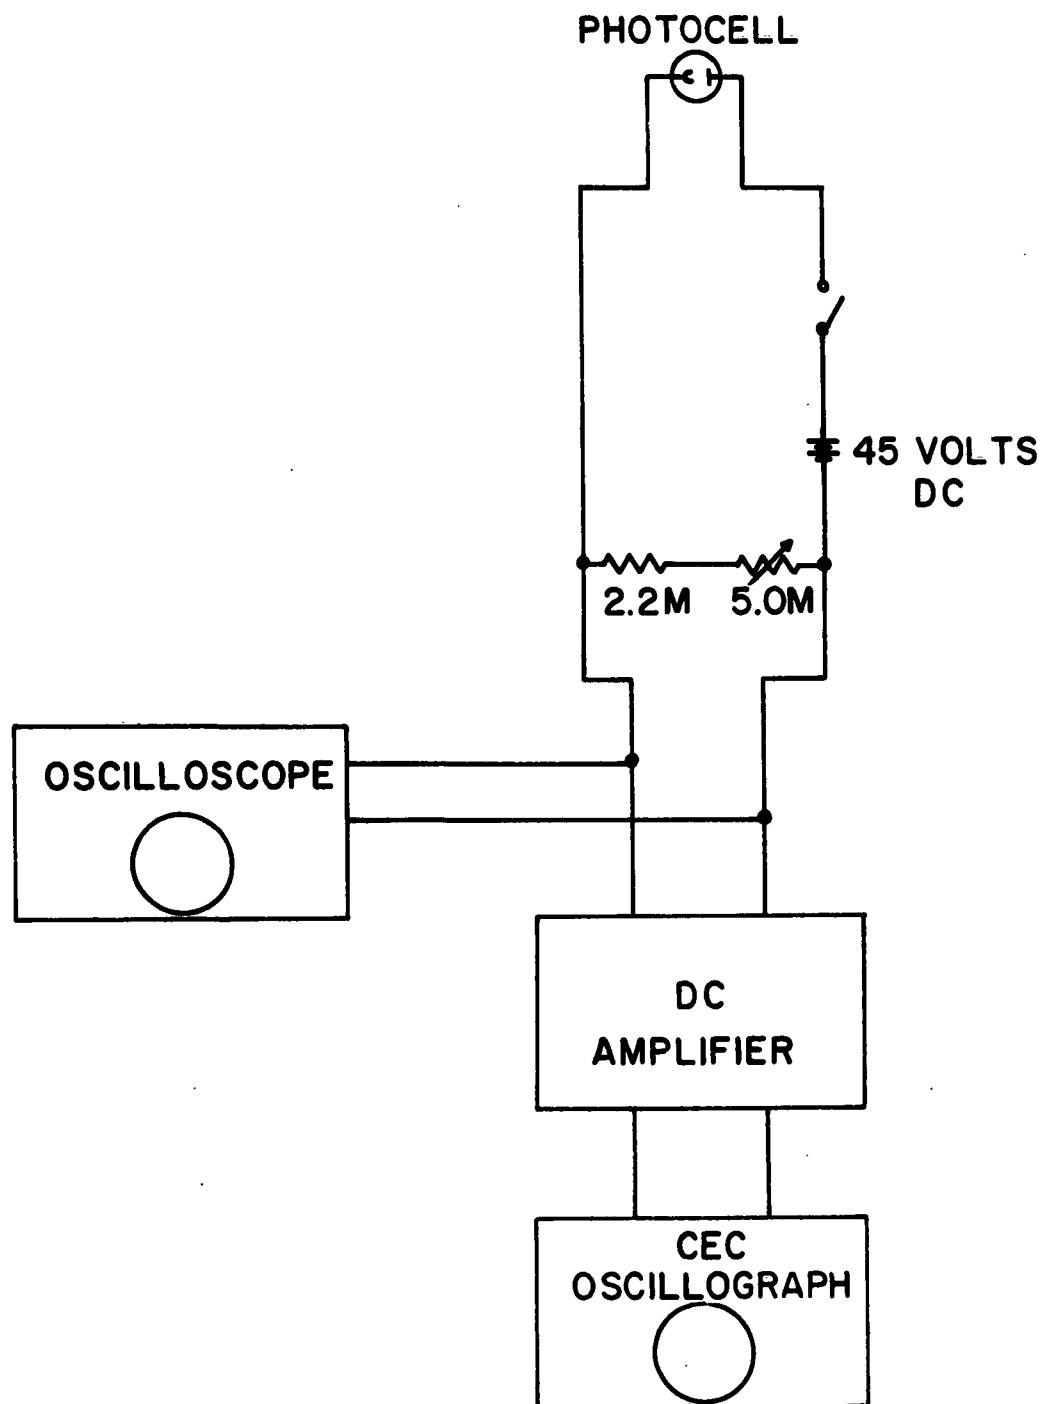 PHOTOCELL
45 VOLTS
DC
2.2M
5.0M
OSCILLOSCOPE
DC
AMPLIFIER
CEC
OSCILLOGRAPH